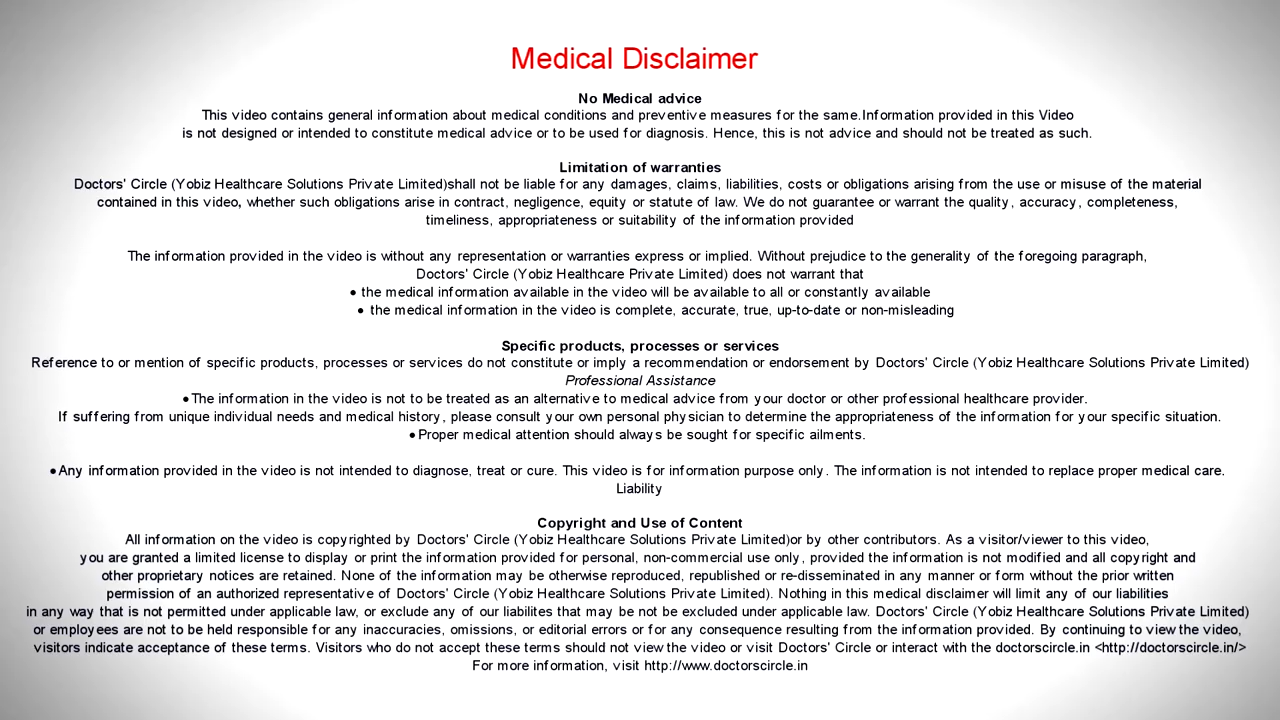 Medical Disclaimer
No Medical advice
This video contains general information about medical conditions and preventive measures for the same.Information provided in this Video
is not designed or intended to constitute medical advice or to be used for diagnosis. Hence, this is not advice and should not be treated as such.
Limitation of warranties
Doctors' Circle (Yobiz Healthcare Solutions Private Limited)shall not be liable for any damages, claims, liabilities, costs or obligations arising from the use or misuse of the material
contained in this video, whether such obligations arise in contract, negligence, equity or statute of law. We do not guarantee or warrant the quality, accuracy, completeness,
timeliness, appropriateness or suitability of the information provided
The information provided in the video is without any representation or warranties express or implied. Without prejudice to the generality of the foregoing paragraph,
Doctors' Circle (Yobiz Healthcare Private Limited) does not warrant that
• the medical information available in the video will be available to all or constantly available
• the medical information in the video is complete, accurate, true, up-to-date or non-misleading
Specific products, processes or services
Reference to or mention of specific products, processes or services do not constitute or imply a recommendation or endorsement by Doctors' Circle (Yobiz Healthcare Solutions Private Limited)
Professional Assistance
•The information in the video is not to be treated as an alternative to medical advice from your doctor or other professional healthcare provider.
If suffering from unique individual needs and medical history, please consult your own personal physician to determine the appropriateness of the information for your specific situation.
•Proper medical attention should always be sought for specific ailments.
•Any information provided in the video is not intended to diagnose, treat or cure. This video is for information purpose only. The information is not intended to replace proper medical care.
Liability
Copyright and Use of Content
All information on the video is copyrighted by Doctors' Circle (Yobiz Healthcare Solutions Private Limited)or by other contributors. As a visitor/viewer to this video,
you are granted a limited license to display or print the information provided for personal, non-commercial use only, provided the information is not modified and all copyright and
other proprietary notices are retained. None of the information may be otherwise reproduced, republished or re-disseminated in any manner or form without the prior written
permission of an authorized representative of Doctors' Circle (Yobiz Healthcare Solutions Private Limited). Nothing in this medical disclaimer will limit any of our liabilities
in any way that is not permitted under applicable law, or exclude any of our liabilites that may be not be excluded under applicable law. Doctors' Circle (Yobiz Healthcare Solutions Private Limited)
or employees are not to be held responsible for any inaccuracies, omissions, or editorial errors or for any consequence resulting from the information provided. By continuing to view the video,
visitors indicate acceptance of these terms. Visitors who do not accept these terms should not view the video or visit Doctors' Circle or interact with the doctorscircle.in <http://doctorscircle.in/>
For more information, visit http://www.doctorscircle.in